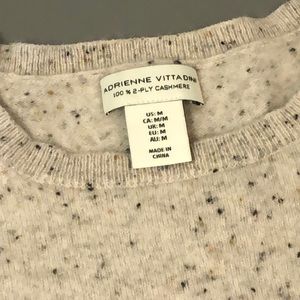 ADRIENNE VITTADINI
100 % 2-PLY CASHMERE
US: M
CA: M/M
UK: M
EU: M
AU: M
MADE IN
CHINA